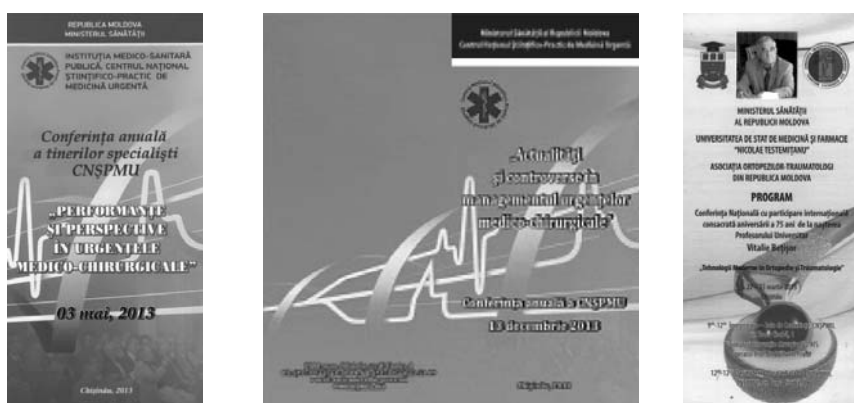 REPUBLICA MOLDOVA
MINISTERUL SĂNĂTĂȚII
INSTITUȚIA MEDICO-SANITARĂ
PUBLICĂ, CENTRUL NAȚIONAL
ȘTIINȚIFICO-PRACTIC DE
MEDICINĂ URGENTĂ
Conferința anuală
a tinerilor specialiști
CNȘPMU
„PERFORMANȚE
ȘI PERSPECTIVE
ÎN URGENȚELE
MEDICO-CHIRURGICALE”
03 mai, 2013
Chișinău, 2013
Ministerul Sănătății al Republicii Moldova
Centrul Național Științifico-Practic de Medicină Urgentă
„Actualități
și controverse în
managementul urgențelor
medico-chirurgicale”
Conferința anuală a CNȘPMU
13 decembrie 2013
MINISTERUL SĂNĂTĂȚII
AL REPUBLICII MOLDOVA
UNIVERSITATEA DE STAT DE MEDICINĂ ȘI FARMACIE
"NICOLAE TESTEMIȚANU"
ASOCIAȚIA ORTOPEZILOR-TRAUMATOLOGI
DIN REPUBLICA MOLDOVA
PROGRAM
Conferința Națională cu participare internațională
consacrată aniversării a 75 ani de la nașterea
Profesorului Universitar
Vitalie Bețișor
„Tehnologii Moderne în Ortopedie și Traumatologie”